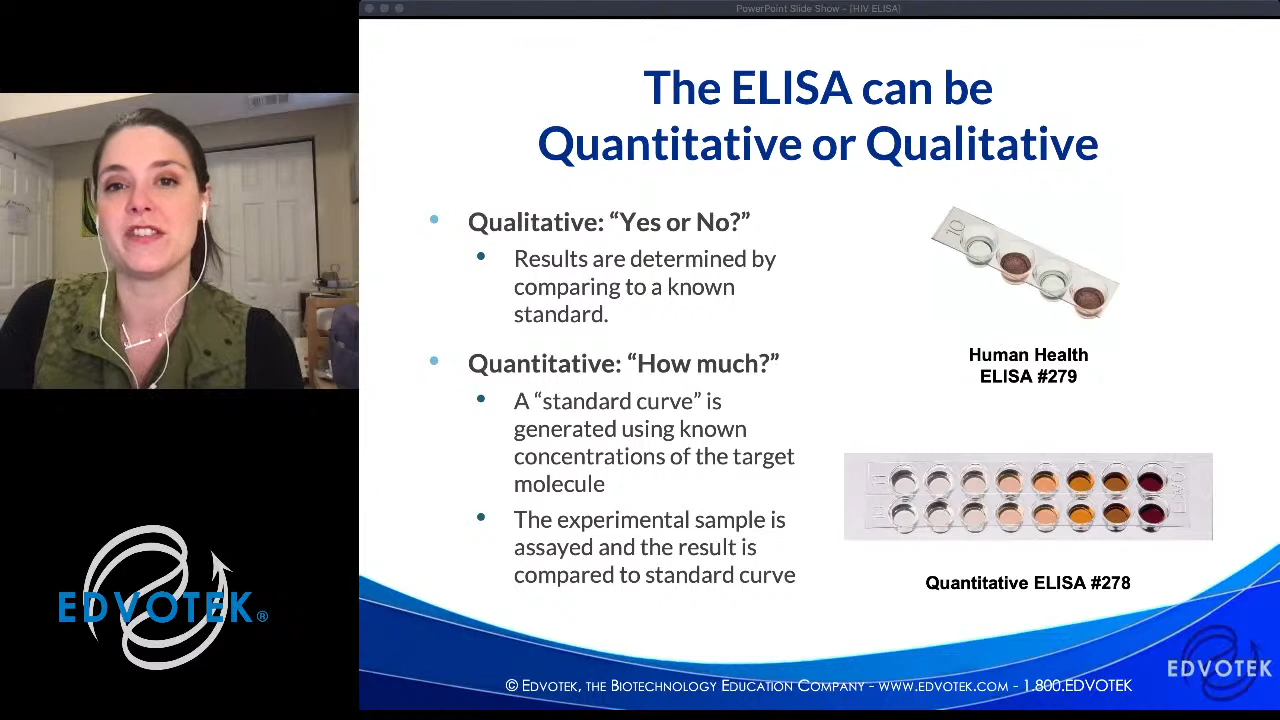 PowerPoint Slide Show - [HIV ELISA]
The ELISA can be
Quantitative or Qualitative
• Qualitative: “Yes or No?”
• Results are determined by
comparing to a known
standard.
• Quantitative: “How much?”
• A “standard curve” is
generated using known
concentrations of the target
molecule
• The experimental sample is
assayed and the result is
compared to standard curve
10
Human Health
ELISA #279
Quantitative ELISA #278
EDVOTEK®
EDVOTEK
© EDVOTEK, THE BIOTECHNOLOGY EDUCATION COMPANY - WWW.EDVOTEK.COM - 1.800.EDVOTEK